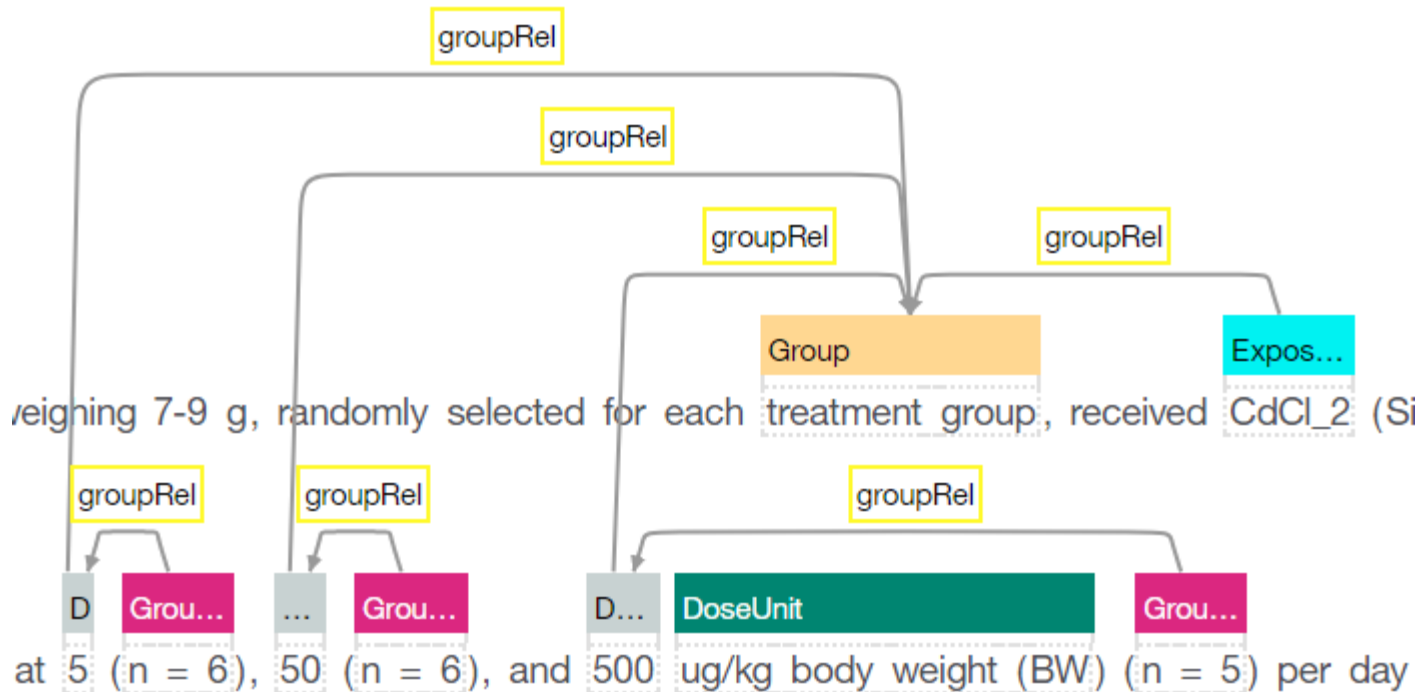 groupRel
groupRel
groupRel groupRel
Group Expos...
weighing 7-9 g, randomly selected for each treatment group, received CdCl_2 (Si
groupRel groupRel groupRel
D Grou... ... Grou... D... DoseUnit Grou...
at 5 (n = 6), 50 (n = 6), and 500 ug/kg body weight (BW) (n = 5) per day